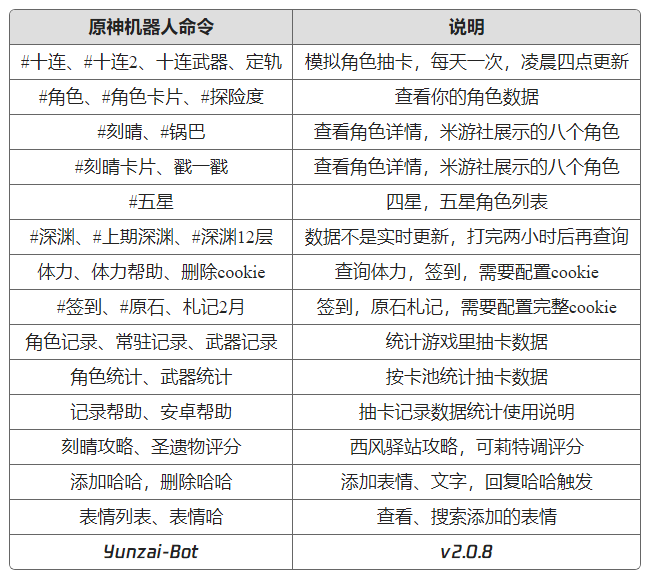 原神机器人命令 说明
#十连、#十连2、十连武器、定轨 模拟角色抽卡，每天一次，凌晨四点更新
#角色、#角色卡片、#探险度 查看你的角色数据
#刻晴、#锅巴 查看角色详情，米游社展示的八个角色
#刻晴卡片、戳一戳 查看角色详情，米游社展示的八个角色
#五星 四星，五星角色列表
#深渊、#上期深渊、#深渊12层 数据不是实时更新，打完两小时后再查询
体力、体力帮助、删除cookie 查询体力，签到，需要配置cookie
#签到、#原石、札记2月 签到，原石札记，需要配置完整cookie
角色记录、常驻记录、武器记录 统计游戏里抽卡数据
角色统计、武器统计 按卡池统计抽卡数据
记录帮助、安卓帮助 抽卡记录数据统计使用说明
刻晴攻略、圣遗物评分 西风驿站攻略，可莉特调评分
添加哈哈，删除哈哈 添加表情、文字，回复哈哈触发
表情列表、表情哈 查看、搜索添加的表情
Yunzai-Bot v2.0.8